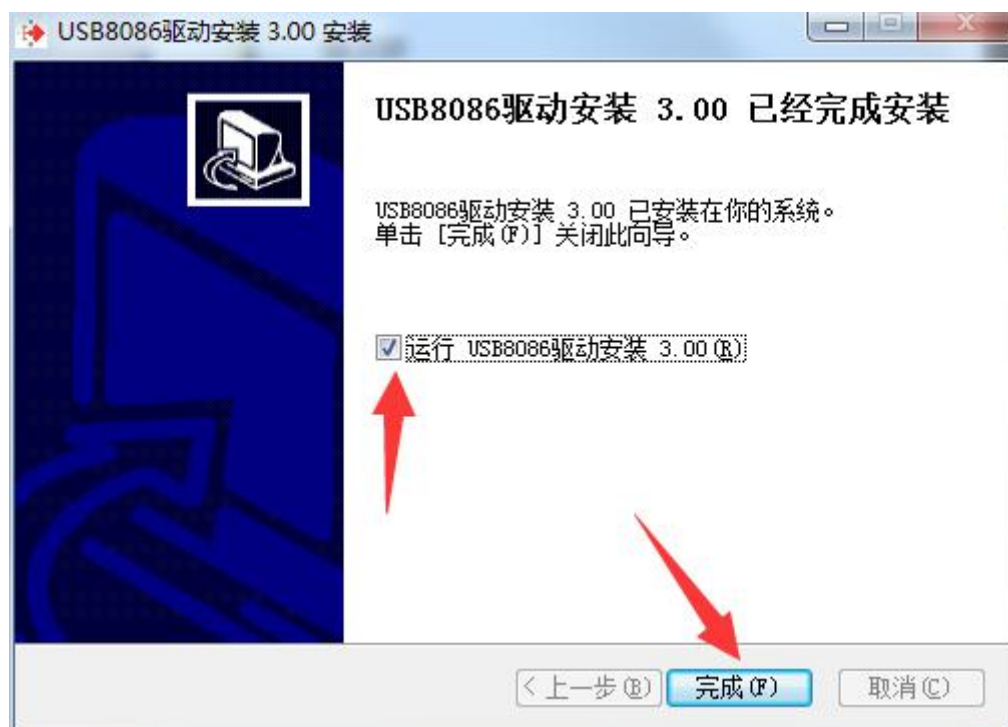 USB8086驱动安装 3.00 安装
USB8086驱动安装 3.00 已经完成安装
USB8086驱动安装 3.00 已安装在你的系统。
单击 [完成(F)] 关闭此向导。
运行 USB8086驱动安装 3.00(R)
< 上一步(B)
完成(F)
取消(C)